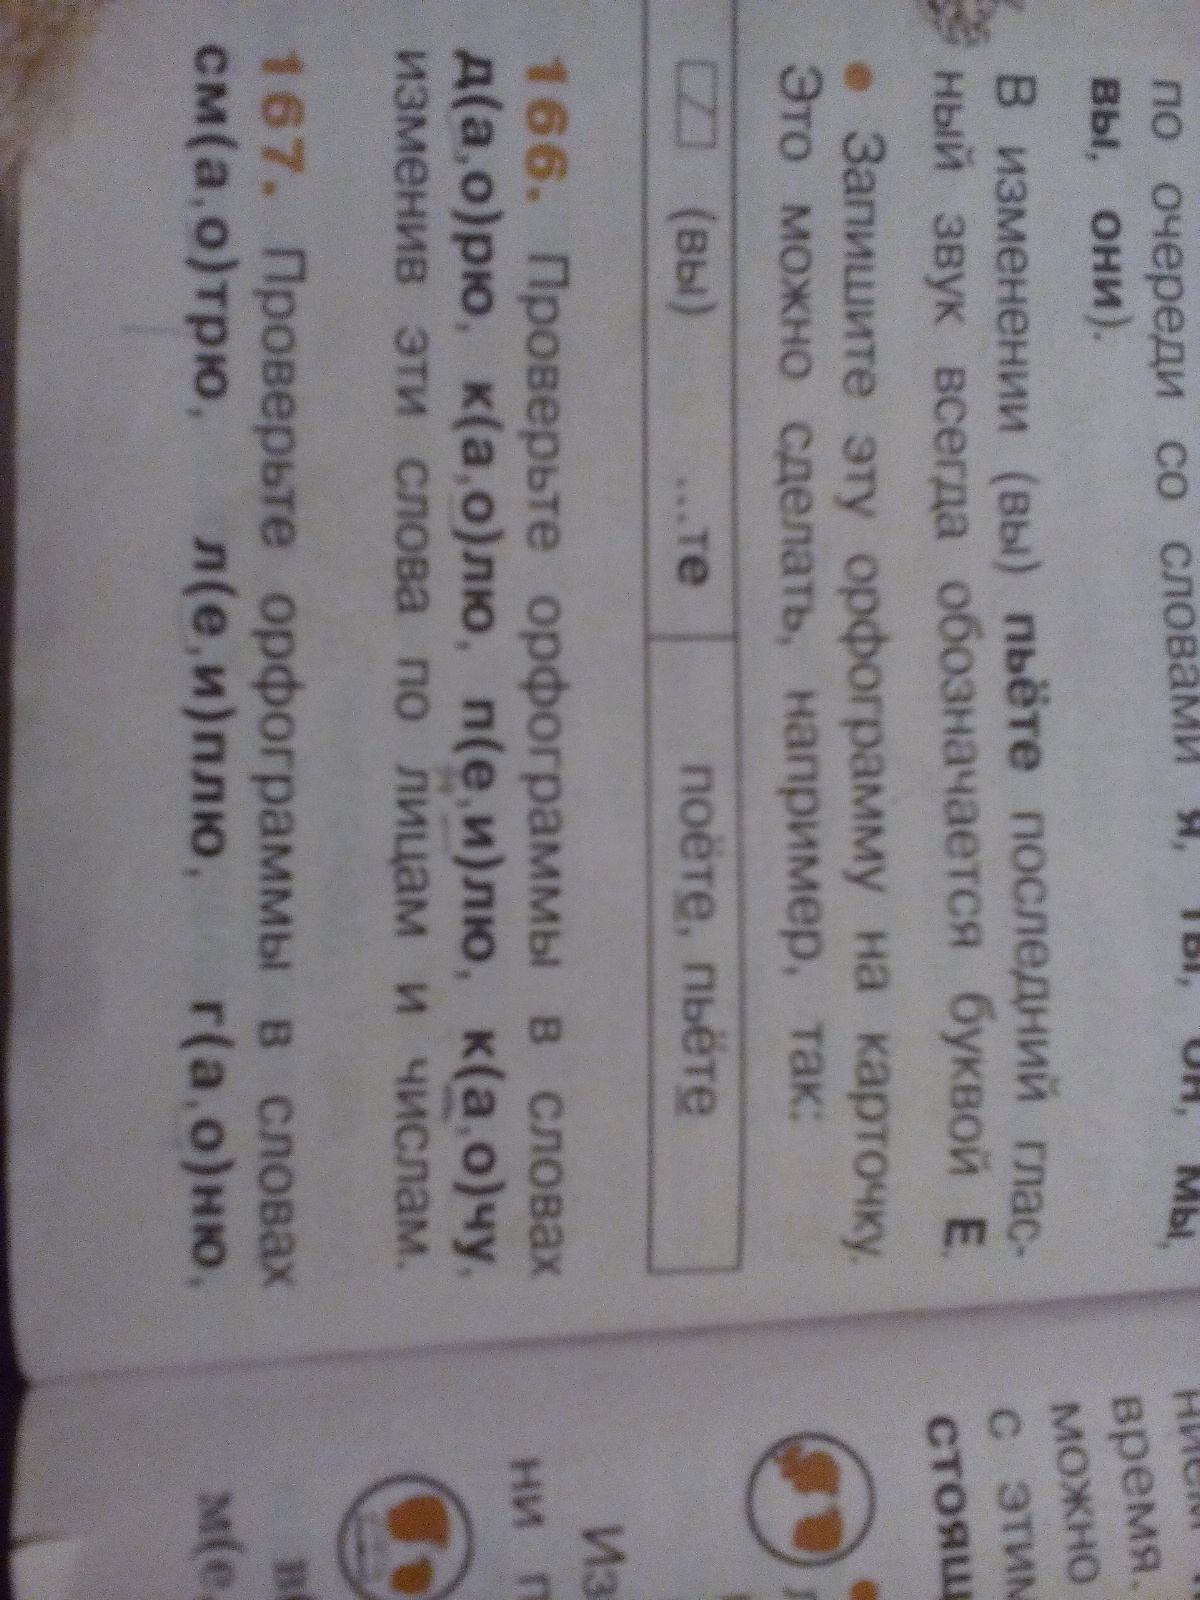 по очереди со словами я, ты, он, мы,
вы, они).
В изменении (вы) пьёте последний глас-
ный звук всегда обозначается буквой Е.
• Запишите эту орфограмму на карточку.
Это можно сделать, например, так:
(вы) ...те поёте, пьёте
166. Проверьте орфограммы в словах
д(а,о)рю, к(а,о)лю, п(е,и)лю, к(а,о)чу,
изменив эти слова по лицам и числам.
167. Проверьте орфограммы в словах
см(а,о)трю, л(е,и)плю, г(а,о)ню,
время.
можно
с этим
стоящ
Из
ни п
м(е